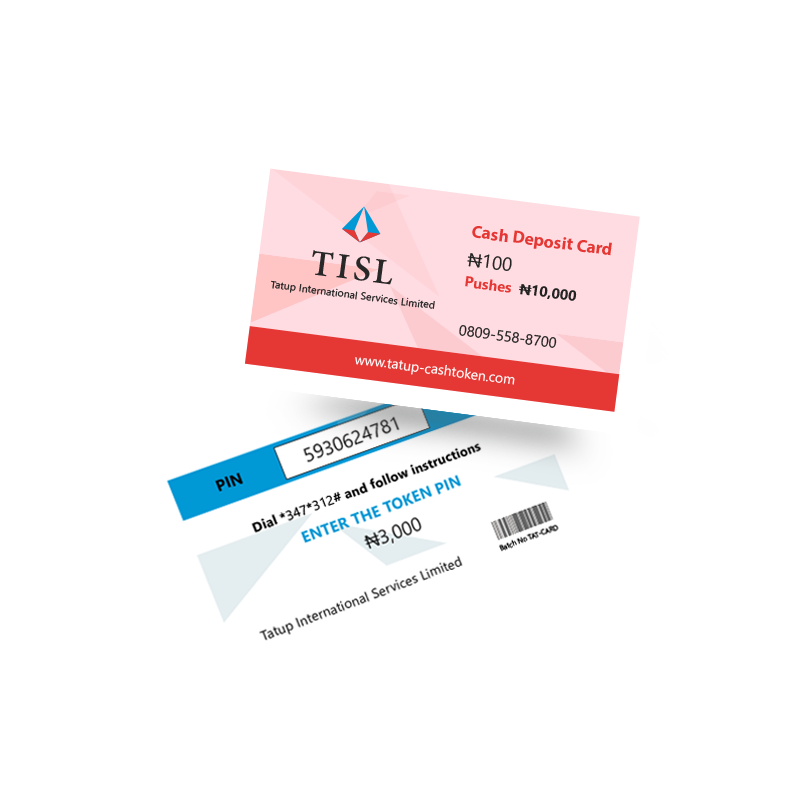 TISL
Tatup International Services Limited
Cash Deposit Card
₦100
Pushes ₦10,000
0809-558-8700
www.tatup-cashtoken.com
PIN 5930624781
Dial *347*312# and follow instructions
ENTER THE TOKEN PIN
₦3,000
Batch No TAT-CARD
Tatup International Services Limited